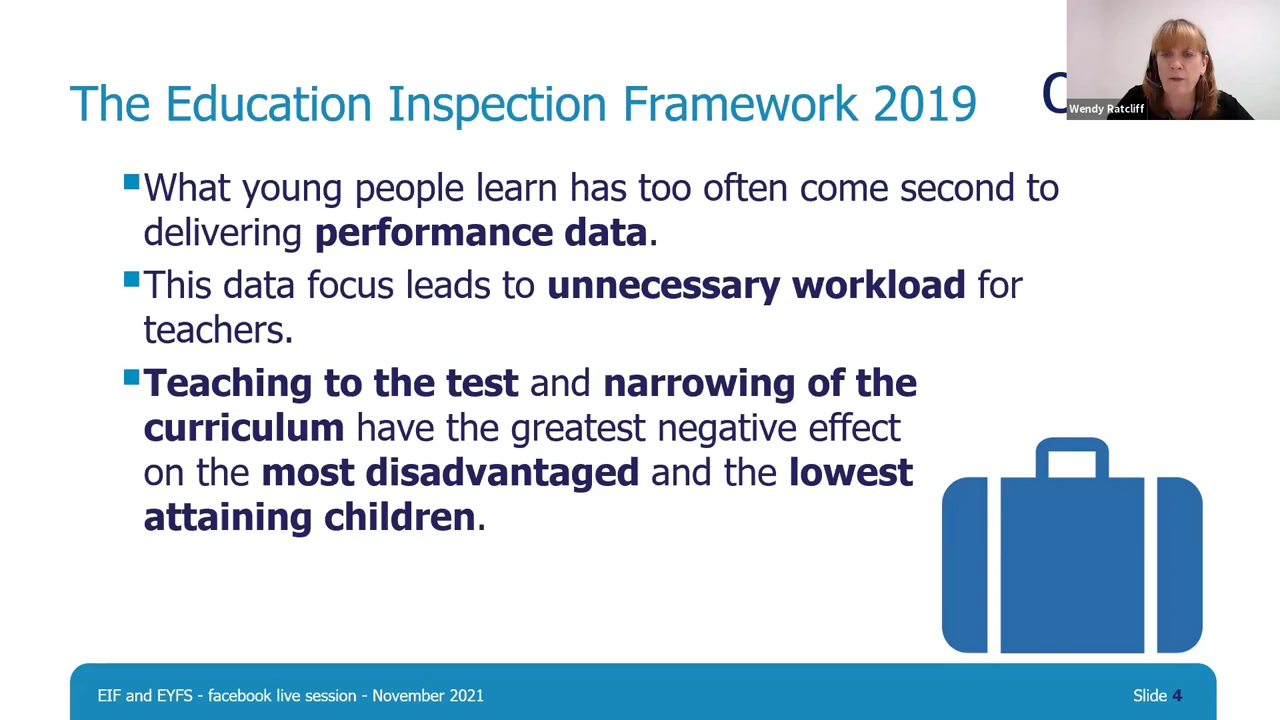 The Education Inspection Framework 2019
Wendy Ratcliff
What young people learn has too often come second to
delivering performance data.
This data focus leads to unnecessary workload for
teachers.
Teaching to the test and narrowing of the
curriculum have the greatest negative effect
on the most disadvantaged and the lowest
attaining children.
EIF and EYFS - facebook live session - November 2021
Slide 4